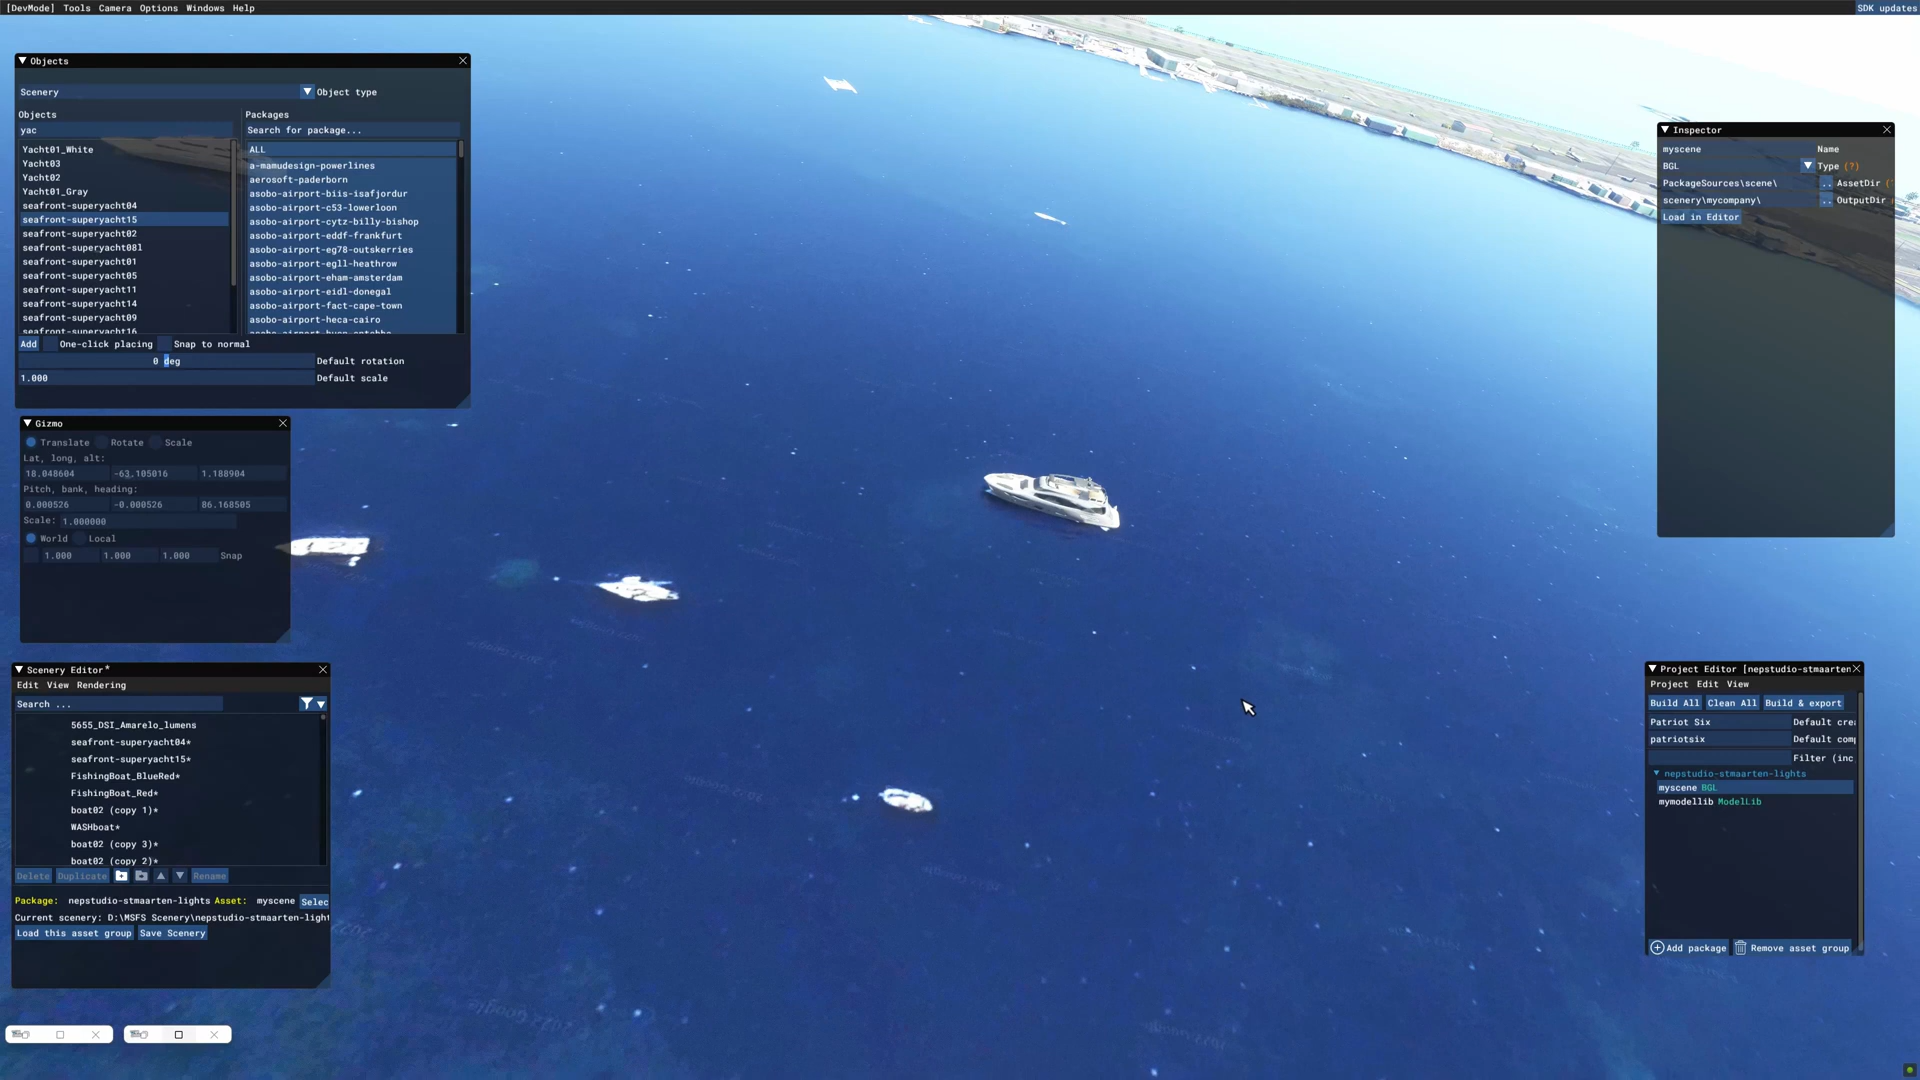 [DevMode] Tools Camera Options Windows Help
SDK updates
Objects
Scenery Object type
Objects Packages
yac Search for package...
Yacht01_White
Yacht03
Yacht02
Yacht01_Gray
seafront-superyacht04
seafront-superyacht15
seafront-superyacht02
seafront-superyacht08l
seafront-superyacht01
seafront-superyacht05
seafront-superyacht11
seafront-superyacht14
seafront-superyacht09
seafront-superyacht16
ALL
a-mamudesign-powerlines
aerosoft-paderborn
asobo-airport-biis-isafjordur
asobo-airport-c53-lowerloon
asobo-airport-cytz-billy-bishop
asobo-airport-eddf-frankfurt
asobo-airport-eg78-outskerries
asobo-airport-egll-heathrow
asobo-airport-eham-amsterdam
asobo-airport-eidl-donegal
asobo-airport-fact-cape-town
asobo-airport-heca-cairo
Add One-click placing Snap to normal
0 deg Default rotation
1.000 Default scale
Gizmo
Translate Rotate Scale
Lat, long, alt:
18.048604 -63.105016 1.188904
Pitch, bank, heading:
0.000526 -0.000526 86.168505
Scale: 1.000000
World Local
1.000 1.000 1.000 Snap
Scenery Editor*
Edit View Rendering
Search ...
5655_DSI_Amarelo_lumens
seafront-superyacht04*
seafront-superyacht15*
FishingBoat_BlueRed*
FishingBoat_Red*
boat02 (copy 1)*
WASHboat*
boat02 (copy 3)*
boat02 (copy 2)*
Delete Duplicate Rename
Package: nepstudio-stmaarten-lights Asset: myscene Selec
Current scenery: D:\MSFS Scenery\nepstudio-stmaarten-light
Load this asset group Save Scenery
Inspector
myscene Name
BGL Type (?)
PackageSources\scene\ .. AssetDir (
scenery\mycompany\ .. OutputDir
Load in Editor
Project Editor [nepstudio-stmaarten
Project Edit View
Build All Clean All Build & export
Patriot Six Default crea
patriotsix Default comp
Filter (inc
nepstudio-stmaarten-lights
myscene BGL
mymodellib ModelLib
Add package Remove asset group